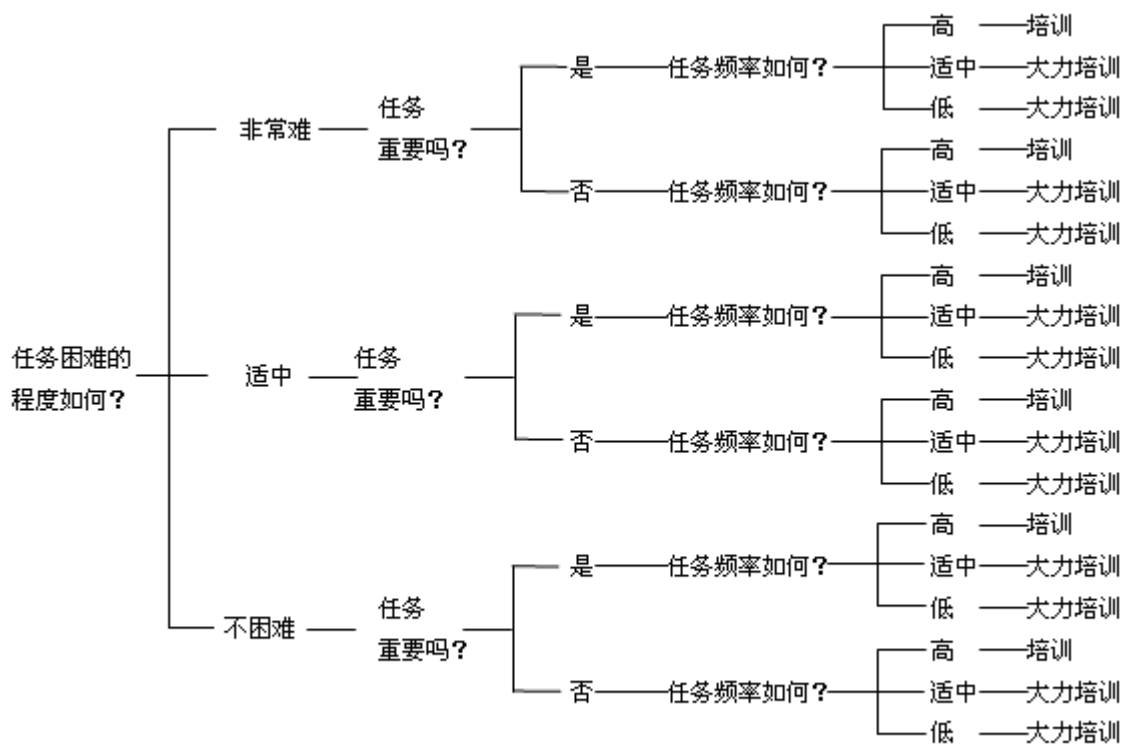 高 培训
是 任务频率如何？ 适中 大力培训
低 大力培训
非常难 任务
重要吗？
高 培训
否 任务频率如何？ 适中 大力培训
低 大力培训
高 培训
是 任务频率如何？ 适中 大力培训
低 大力培训
任务困难的
程度如何？
适中 任务
重要吗？
高 培训
否 任务频率如何？ 适中 大力培训
低 大力培训
高 培训
是 任务频率如何？ 适中 大力培训
低 大力培训
不困难 任务
重要吗？
高 培训
否 任务频率如何？ 适中 大力培训
低 大力培训